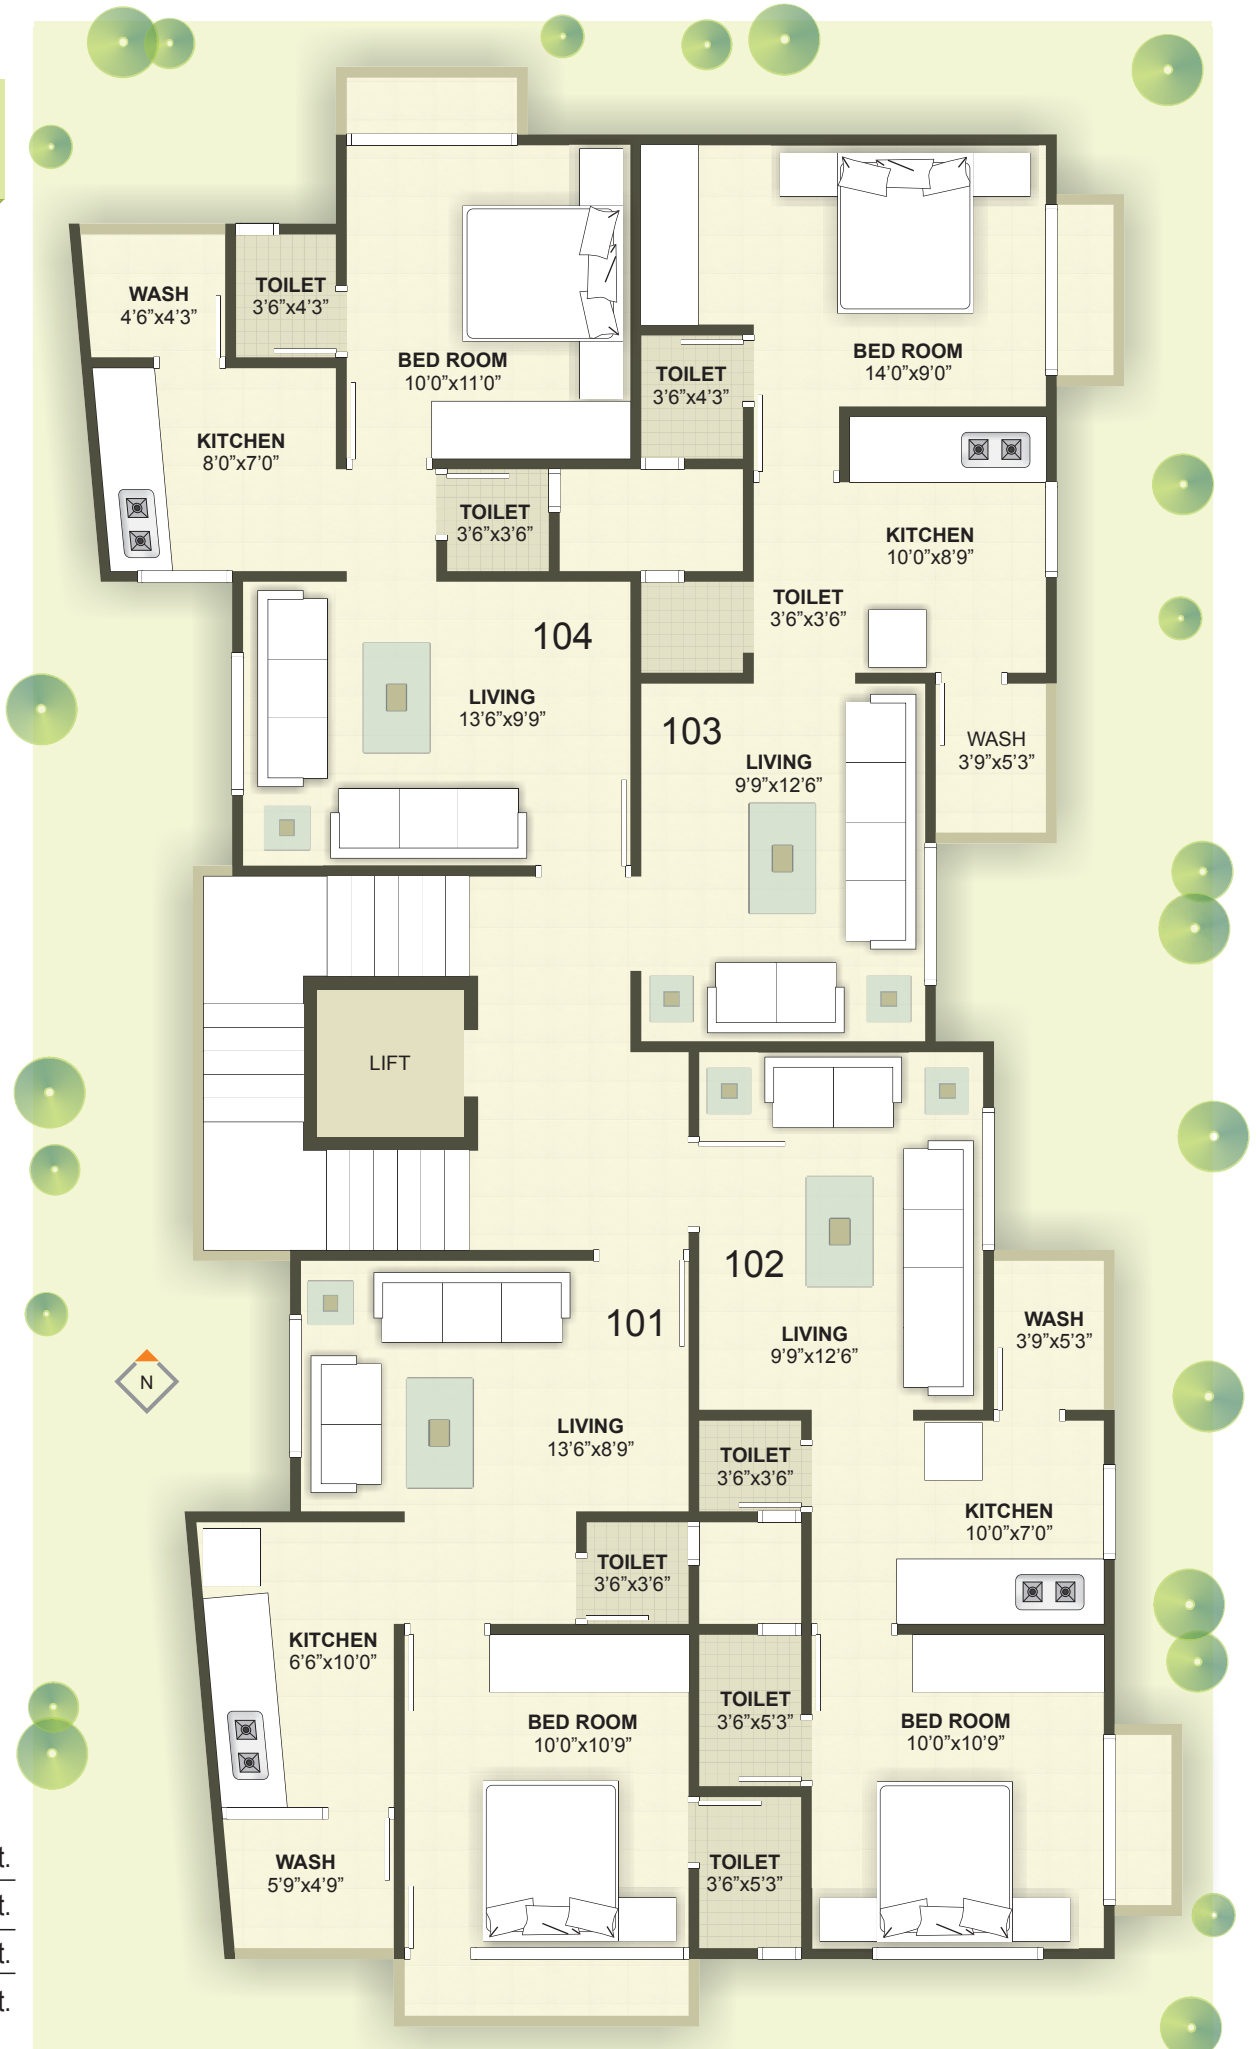 WASH
4'6"x4'3"
TOILET
3'6"x4'3"
BED ROOM
10'0"x11'0"
BED ROOM
14'0"x9'0"
TOILET
3'6"x4'3"
KITCHEN
8'0"x7'0"
TOILET
3'6"x3'6"
KITCHEN
10'0"x8'9"
TOILET
3'6"x3'6"
104
LIVING
13'6"x9'9"
103
LIVING
9'9"x12'6"
WASH
3'9"x5'3"
LIFT
102
LIVING
9'9"x12'6"
WASH
3'9"x5'3"
101
N
LIVING
13'6"x8'9"
TOILET
3'6"x3'6"
KITCHEN
10'0"x7'0"
TOILET
3'6"x3'6"
KITCHEN
6'6"x10'0"
TOILET
3'6"x5'3"
BED ROOM
10'0"x10'9"
BED ROOM
10'0"x10'9"
WASH
5'9"x4'9"
TOILET
3'6"x5'3"
t.
t.
t.
t.